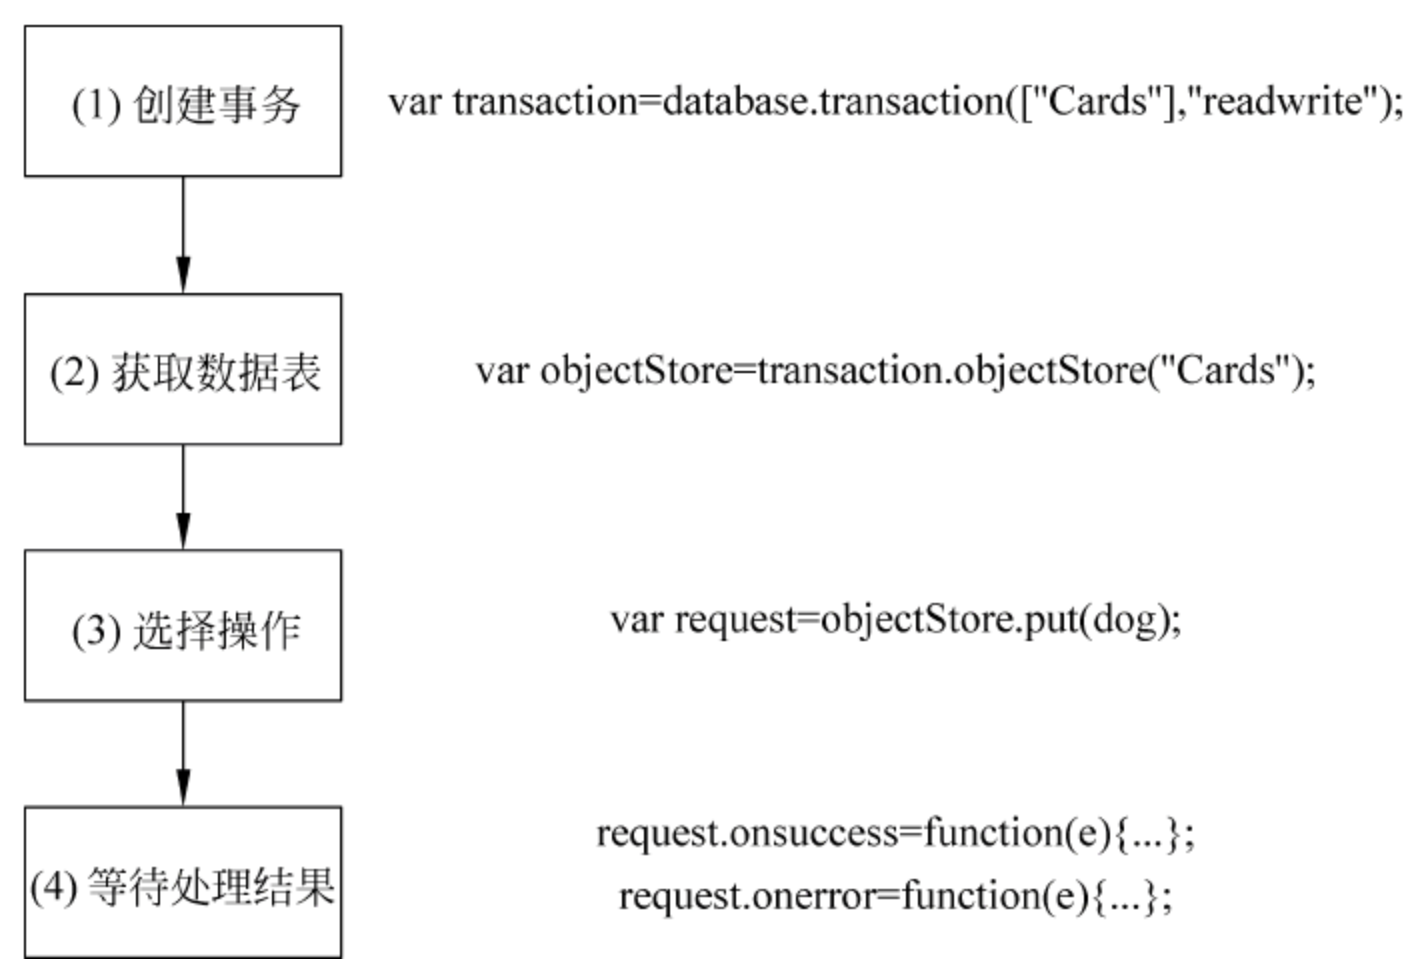 (1) 创建事务
var transaction=database.transaction(["Cards"],"readwrite");
(2) 获取数据表
var objectStore=transaction.objectStore("Cards");
(3) 选择操作
var request=objectStore.put(dog);
(4) 等待处理结果
request.onsuccess=function(e){...};
request.onerror=function(e){...};